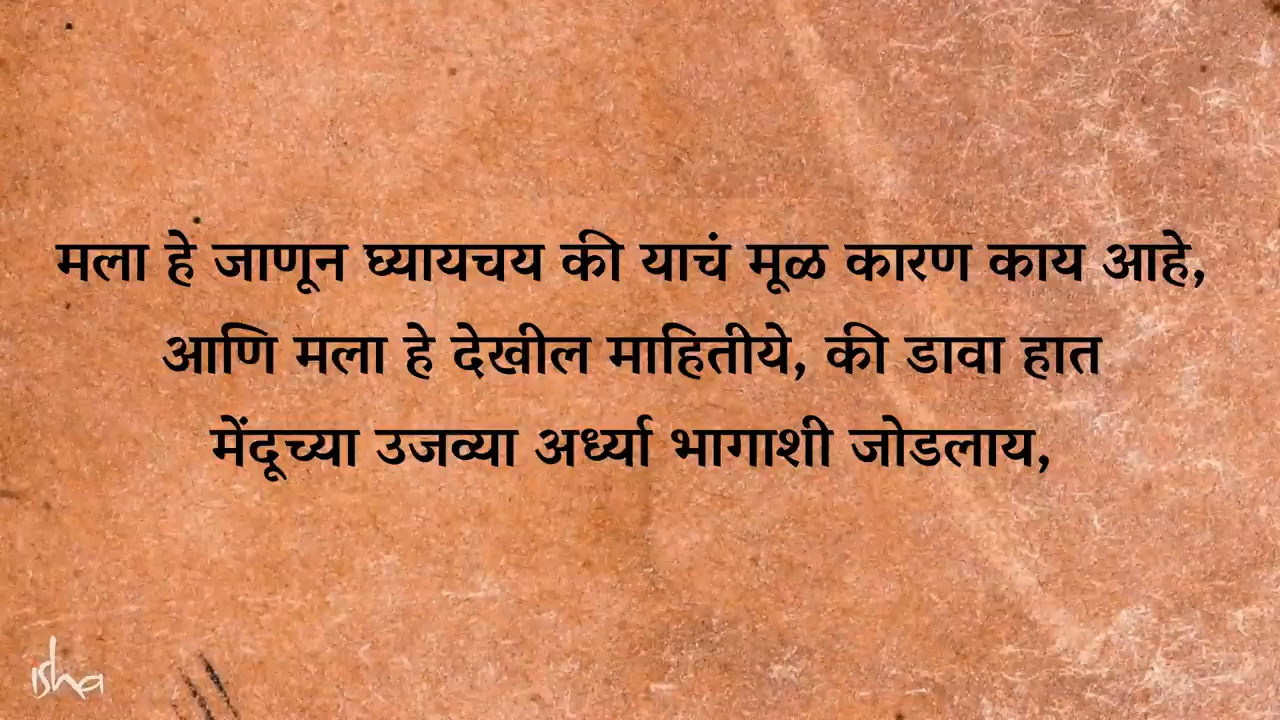 मला हे जाणून घ्यायचय की याचं मूळ कारण काय आहे,
आणि मला हे देखील माहितीये, की डावा हात
मेंदूच्या उजव्या अर्ध्या भागाशी जोडलाय,
isha